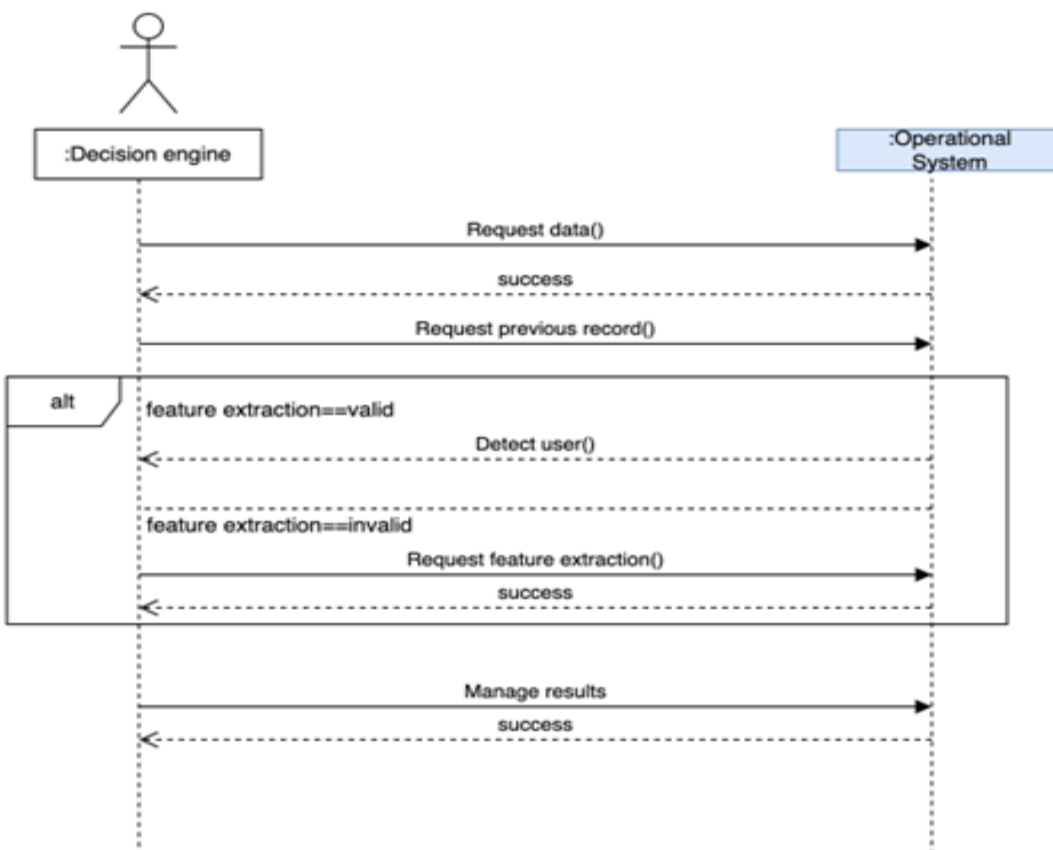 :Decision engine
:Operational
System
Request data()
success
Request previous record()
alt
feature extraction==valid
Detect user()
feature extraction==invalid
Request feature extraction()
success
Manage results
success